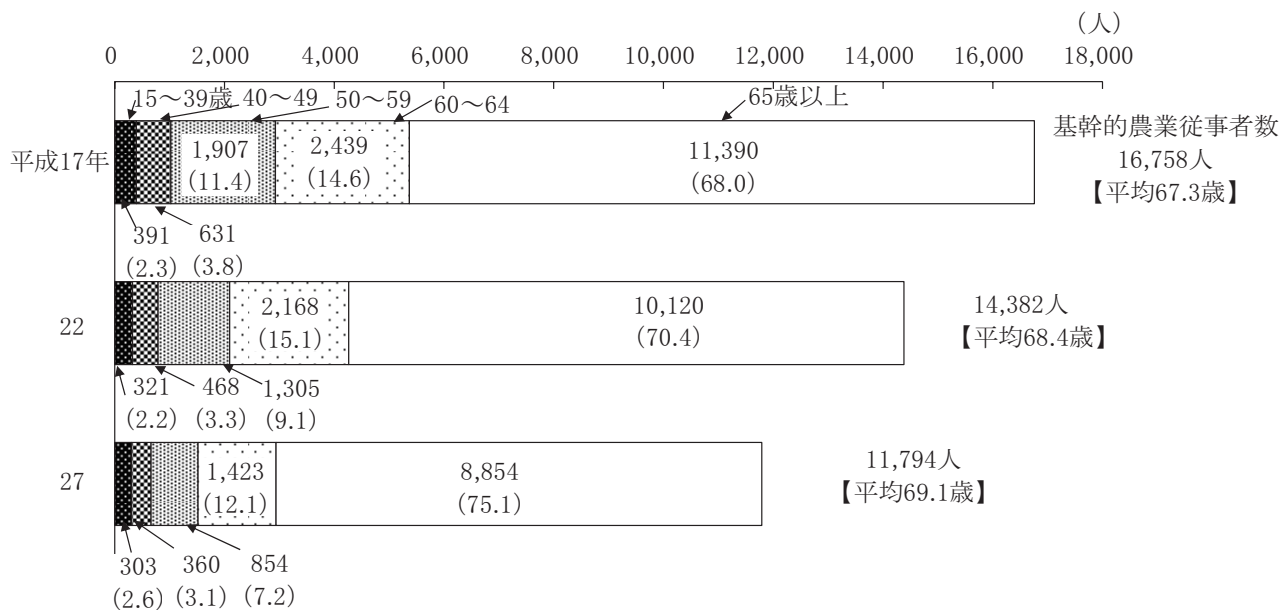 （人）
0 2,000 4,000 6,000 8,000 10,000 12,000 14,000 16,000 18,000
15～39歳 40～49 50～59 60～64 65歳以上
基幹的農業従事者数
平成17年
1,907
(11.4)
2,439
(14.6)
11,390
(68.0)
16,758人
【平均67.3歳】
391 631
(2.3) (3.8)
22
2,168
(15.1)
10,120
(70.4)
14,382人
【平均68.4歳】
321 468 1,305
(2.2) (3.3) (9.1)
27
1,423
(12.1)
8,854
(75.1)
11,794人
【平均69.1歳】
303 360 854
(2.6) (3.1) (7.2)